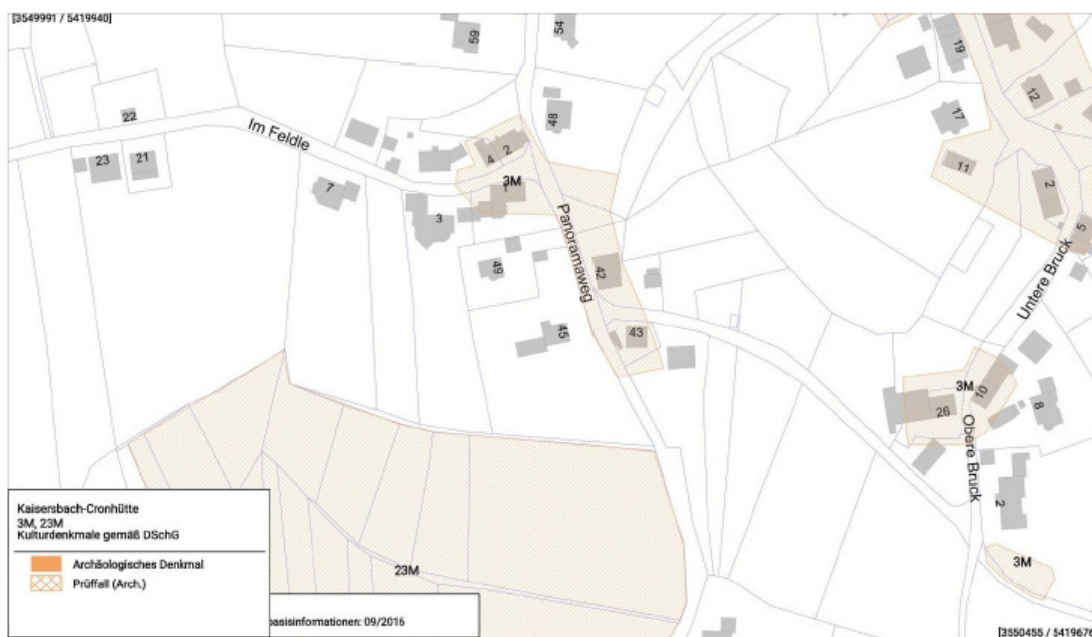 [3549991 / 5419940]
59
54
19
12
48
17
22
Im Feldle
4
2
11
23
21
7
3M
1
2
3
5
Panoramaweg
49
42
Untere Bruck
45
43
3M
10
26
8
Obere Bruck
2
Kaisersbach-Cronhütte
3M, 23M
Kulturdenkmale gemäß DSchG
Archäologisches Denkmal
Prüffall (Arch.)
3M
23M
basisinformationen: 09/2016
[3550455 / 5419676